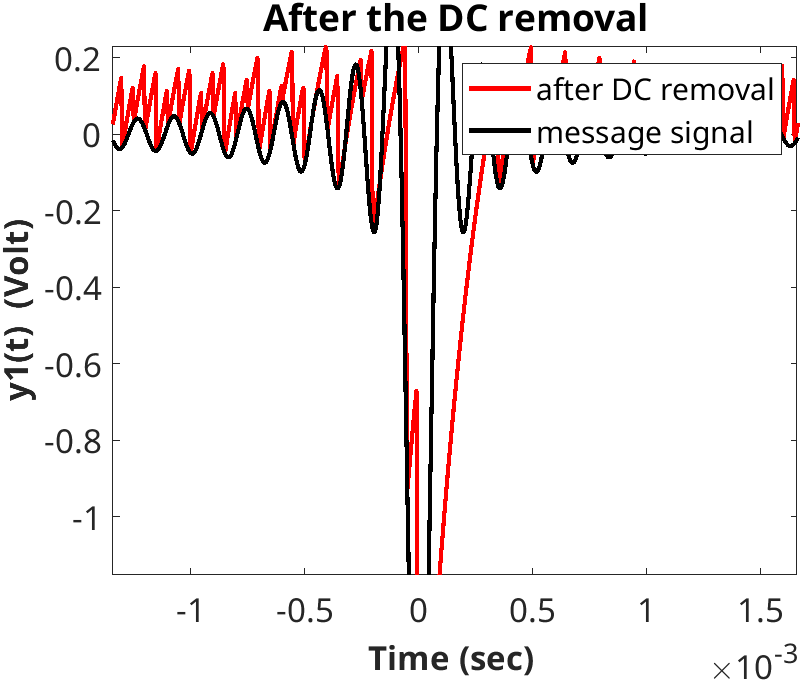 After the DC removal
0.2
0
-0.2
-0.4
-0.6
-0.8
-1
y1(t) (Volt)
after DC removal
message signal
-1 -0.5 0 0.5 1 1.5
Time (sec)
×10⁻³